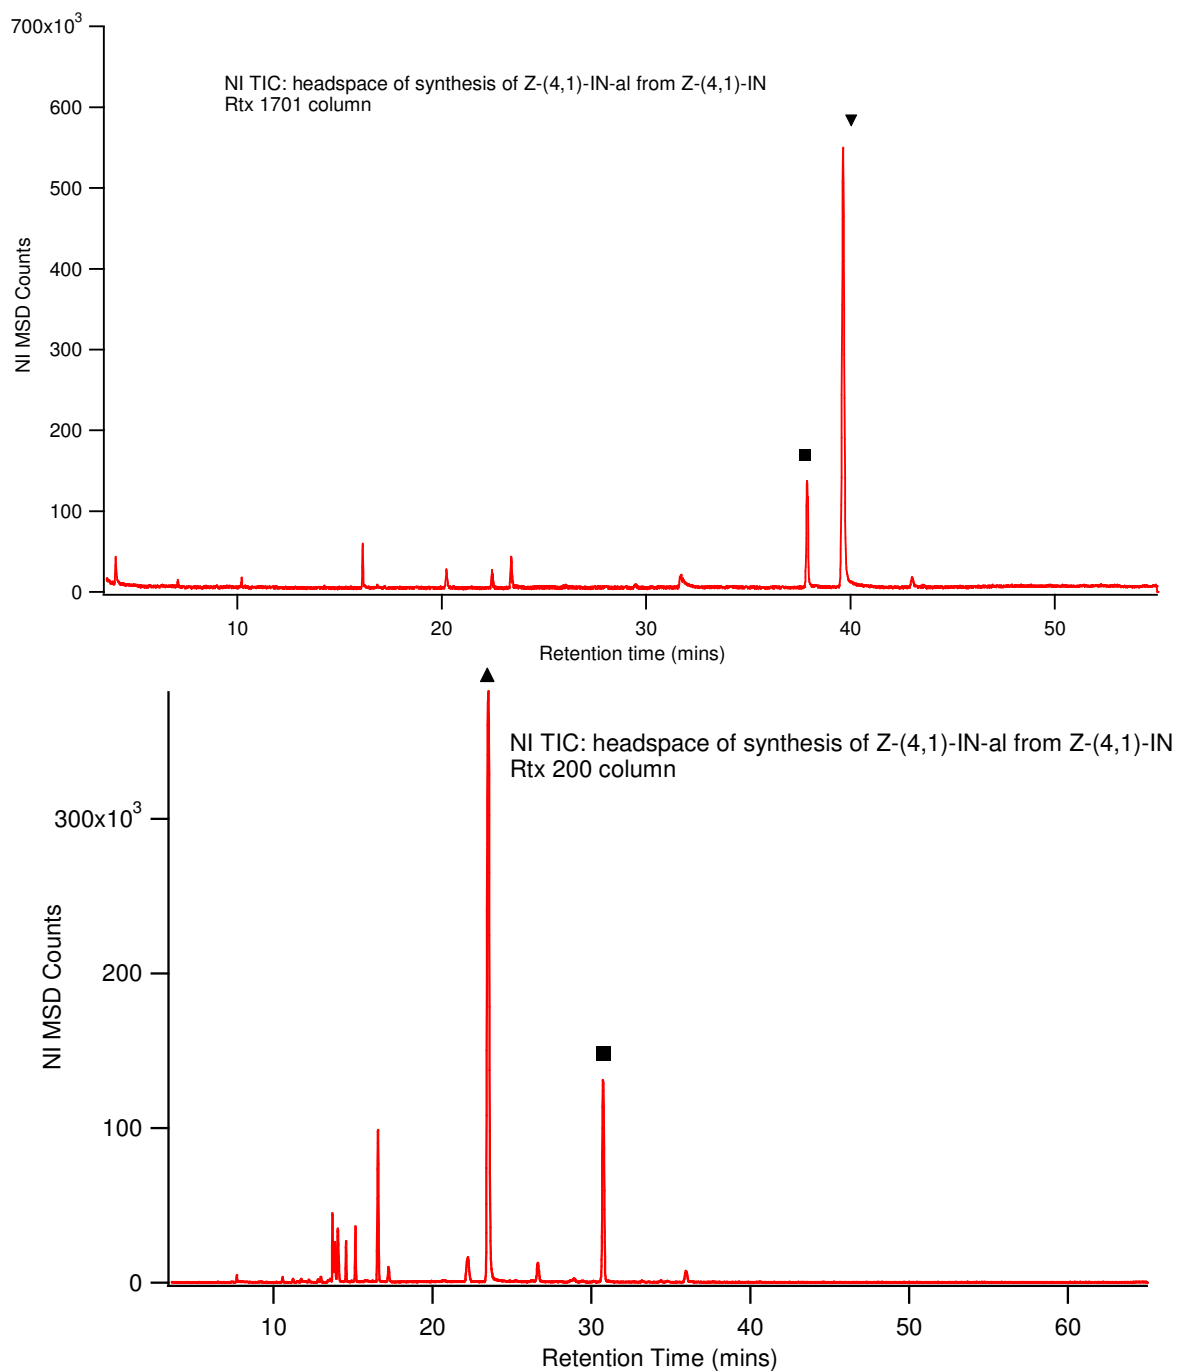 700x10³
NI TIC: headspace of synthesis of Z-(4,1)-IN-al from Z-(4,1)-IN
Rtx 1701 column
600
500
400
300
200
100
0
NI MSD Counts
10 20 30 40 50
Retention time (mins)
NI TIC: headspace of synthesis of Z-(4,1)-IN-al from Z-(4,1)-IN
Rtx 200 column
300x10³
200
100
0
NI MSD Counts
10 20 30 40 50 60
Retention Time (mins)